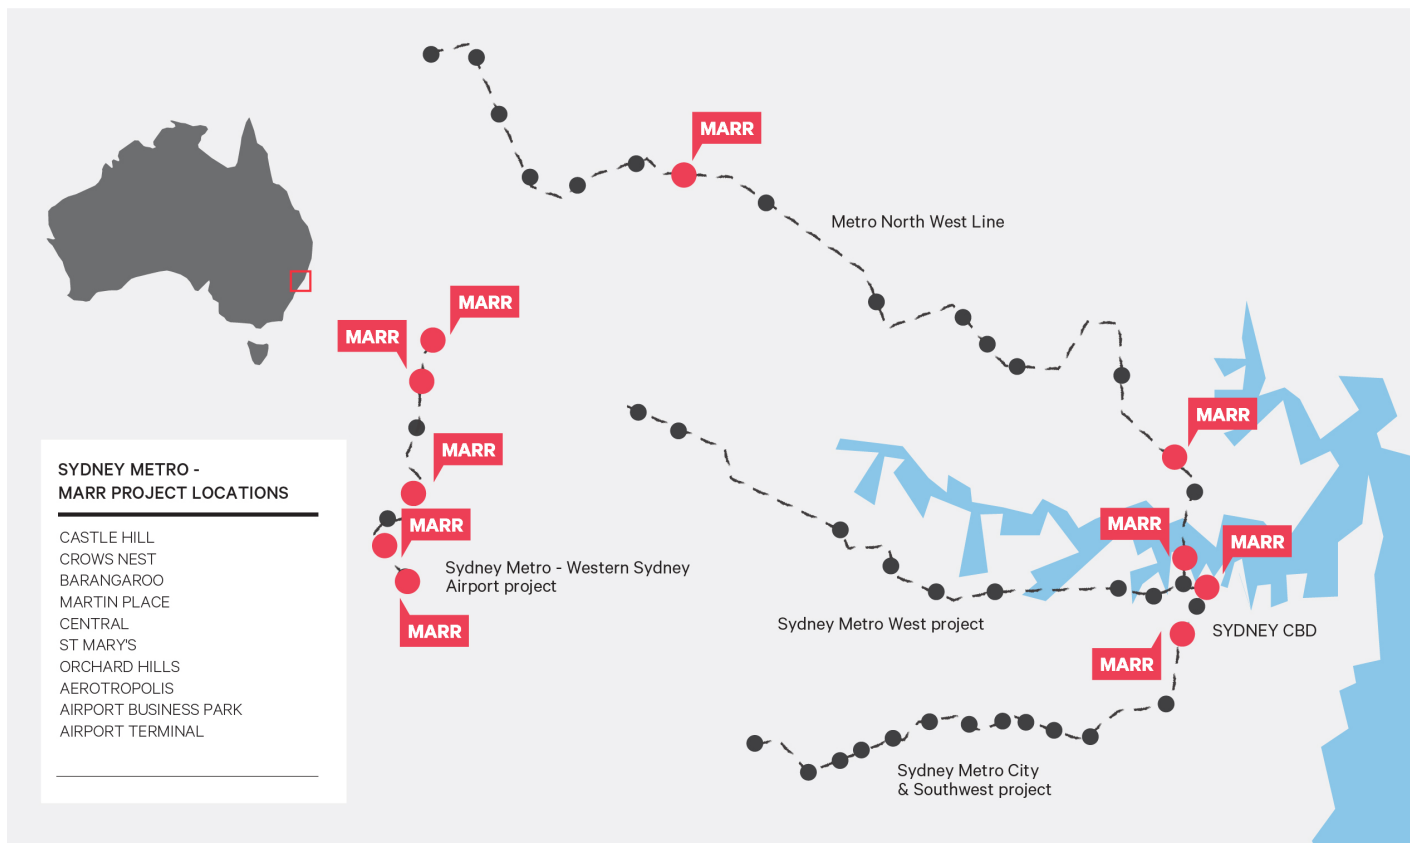 MARR
Metro North West Line
MARR
MARR
MARR
MARR
MARR
MARR
MARR
MARR
Sydney Metro - Western Sydney
Airport project
Sydney Metro West project
SYDNEY CBD
MARR
MARR
Sydney Metro City
& Southwest project
SYDNEY METRO -
MARR PROJECT LOCATIONS
CASTLE HILL
CROWS NEST
BARANGAROO
MARTIN PLACE
CENTRAL
ST MARY'S
ORCHARD HILLS
AEROTROPOLIS
AIRPORT BUSINESS PARK
AIRPORT TERMINAL